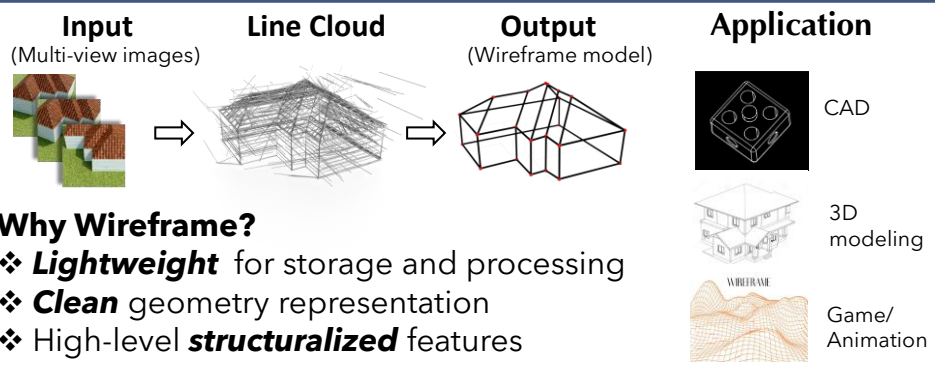 Input
(Multi-view images)
Line Cloud
Output
(Wireframe model)
Application
CAD
3D
modeling
WIREFRAME
Game/
Animation
Why Wireframe?
❖ Lightweight for storage and processing
❖ Clean geometry representation
❖ High-level structuralized features